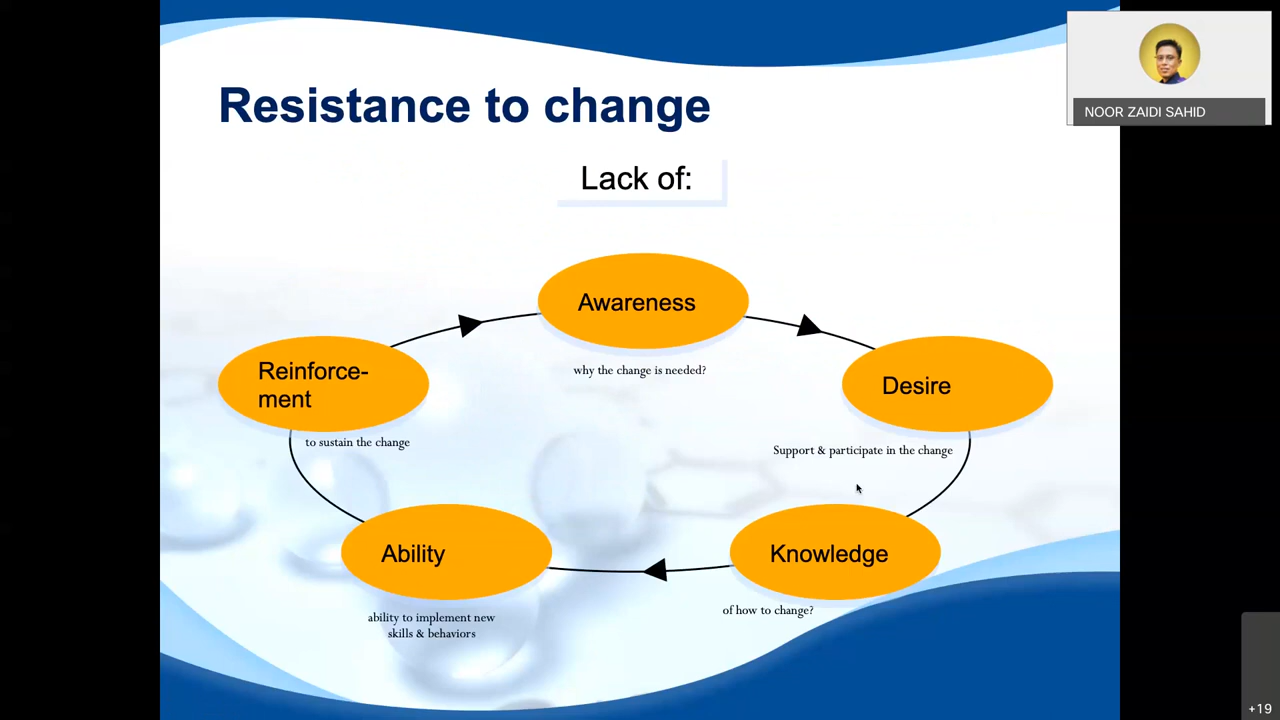 Resistance to change
NOOR ZAIDI SAHID
Lack of:
Awareness
why the change is needed?
Desire
Support & participate in the change
Knowledge
of how to change?
Ability
ability to implement new
skills & behaviors
Reinforce-
ment
to sustain the change
+19